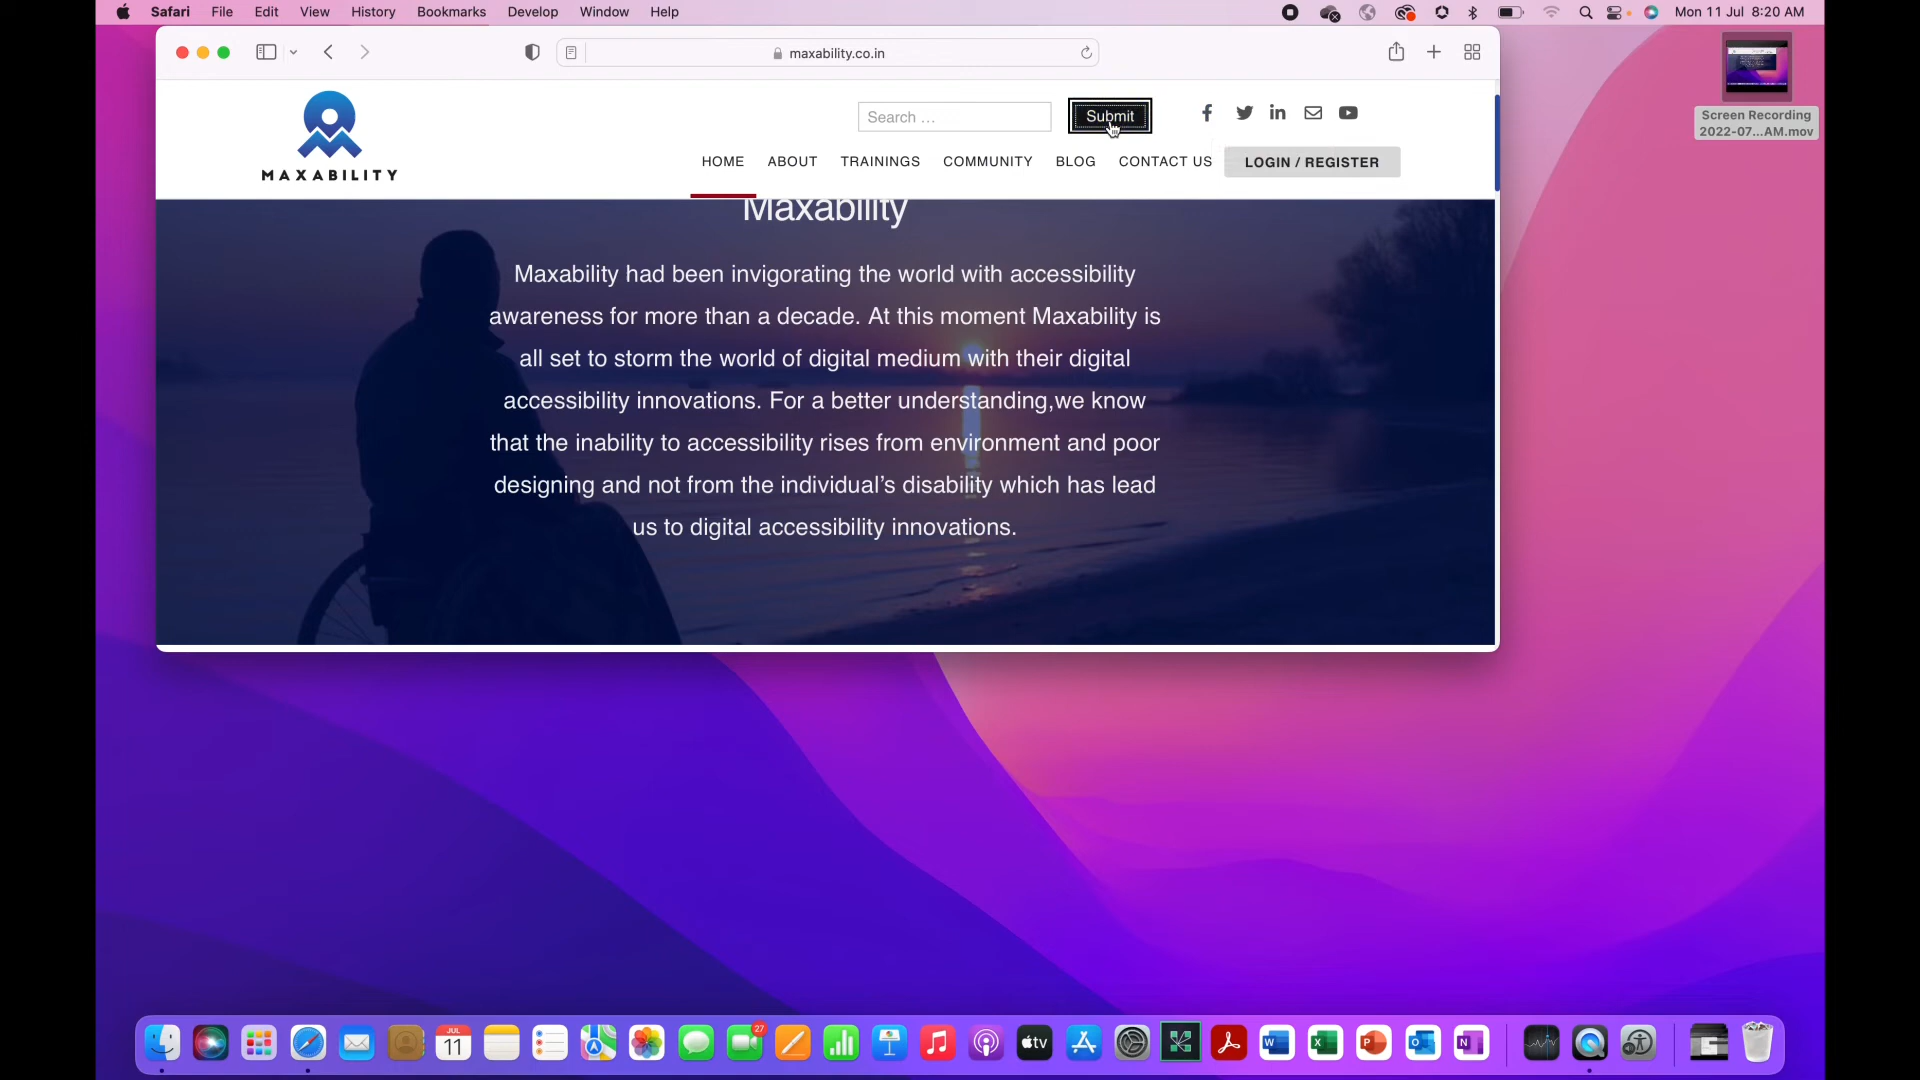 Safari File Edit View History Bookmarks Develop Window Help Mon 11 Jul 8:20 AM
maxability.co.in
Screen Recording
2022-07...AM.mov
MAXABILITY
Search ... Submit
HOME ABOUT TRAININGS COMMUNITY BLOG CONTACT US LOGIN / REGISTER
Maxability
Maxability had been invigorating the world with accessibility
awareness for more than a decade. At this moment Maxability is
all set to storm the world of digital medium with their digital
accessibility innovations. For a better understanding,we know
that the inability to accessibility rises from environment and poor
designing and not from the individual's disability which has lead
us to digital accessibility innovations.
JUL
11
27
tv
W
X
P
O
N